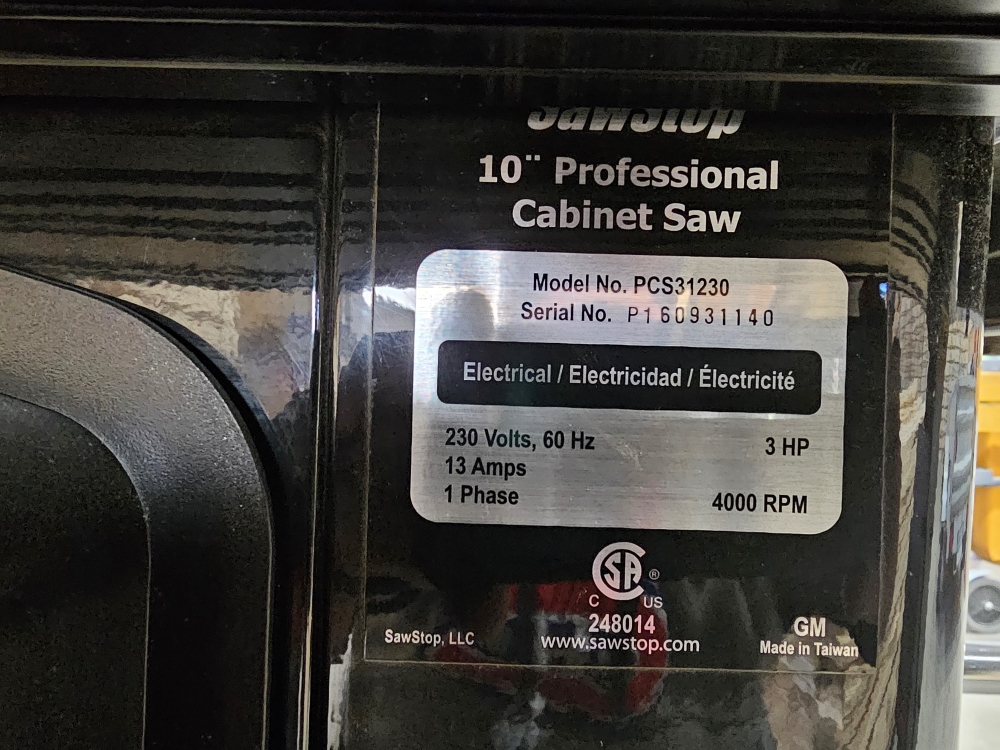 SawStop
10¨ Professional
Cabinet Saw
Model No. PCS31230
Serial No. P160931140
Electrical / Electricidad / Électricité
230 Volts, 60 Hz
3 HP
13 Amps
1 Phase
4000 RPM
SA ®
C US
248014
SawStop, LLC
www.sawstop.com
GM
Made in Taiwan